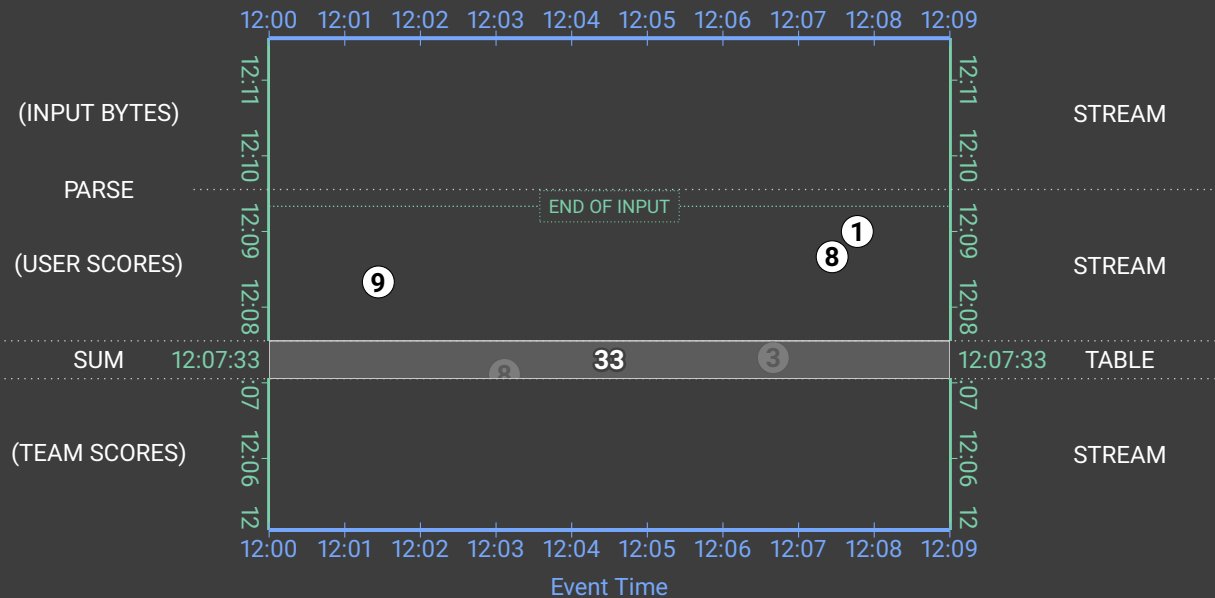 12:00 12:01 12:02 12:03 12:04 12:05 12:06 12:07 12:08 12:09
12:11 12:11
(INPUT BYTES) STREAM
12:10 12:10
PARSE
END OF INPUT
12:09 1 12:09
8
(USER SCORES) STREAM
9
12:08 12:08
SUM 12:07:33 8 33 3 12:07:33 TABLE
:07 :07
(TEAM SCORES) STREAM
12:06 12:06
12 12
12:00 12:01 12:02 12:03 12:04 12:05 12:06 12:07 12:08 12:09
Event Time